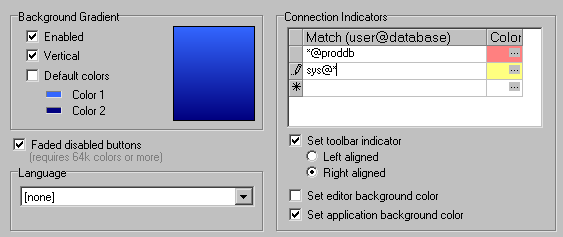 Background Gradient
Enabled
Vertical
Default colors
Color 1
Color 2
Faded disabled buttons
(requires 64k colors or more)
Language
[none]
Connection Indicators
Match (user@database) Color
*@proddb ...
sys@* ...
...
Set toolbar indicator
Left aligned
Right aligned
Set editor background color
Set application background color